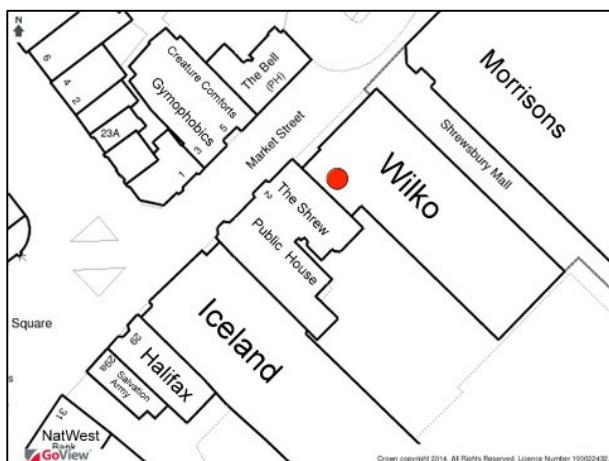 N
6
4
2
23A
1
3
5
Creature Comforts
Gymophobics
The Bell
(PH)
Market Street
Morrisons
Shrewsbury Mall
Wilko
2
The Shrew
Public House
Iceland
Square
28
Halifax
29a
Salvation
Army
31
NatWest
Bank
GoView
Crown copyright 2014. All Rights Reserved. Licence Number 100022432